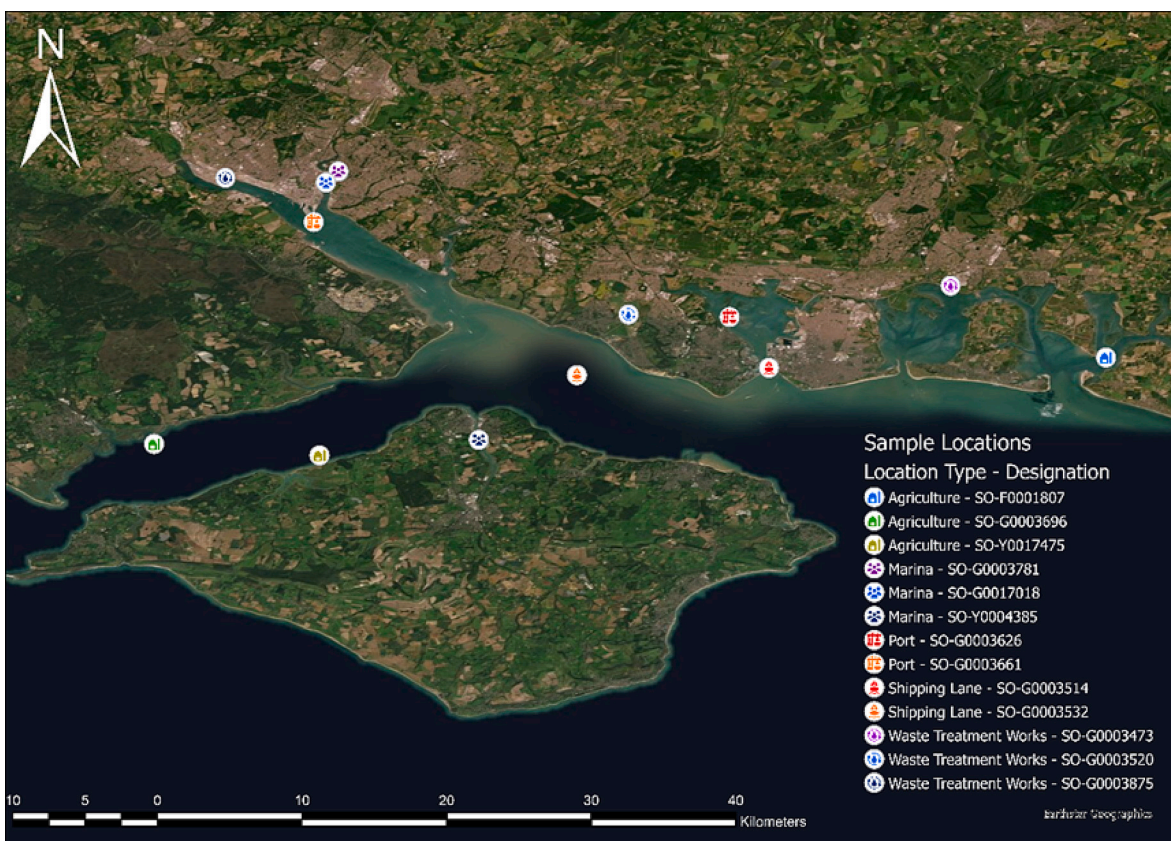 N
Sample Locations
Location Type - Designation
Agriculture - SO-F0001807
Agriculture - SO-G0003696
Agriculture - SO-Y0017475
Marina - SO-G0003781
Marina - SO-G0017018
Marina - SO-Y0004385
Port - SO-G0003626
Port - SO-G0003661
Shipping Lane - SO-G0003514
Shipping Lane - SO-G0003532
Waste Treatment Works - SO-G0003473
Waste Treatment Works - SO-G0003520
Waste Treatment Works - SO-G0003875
10 5 0 10 20 30 40
Kilometers
Earthstar Geographics